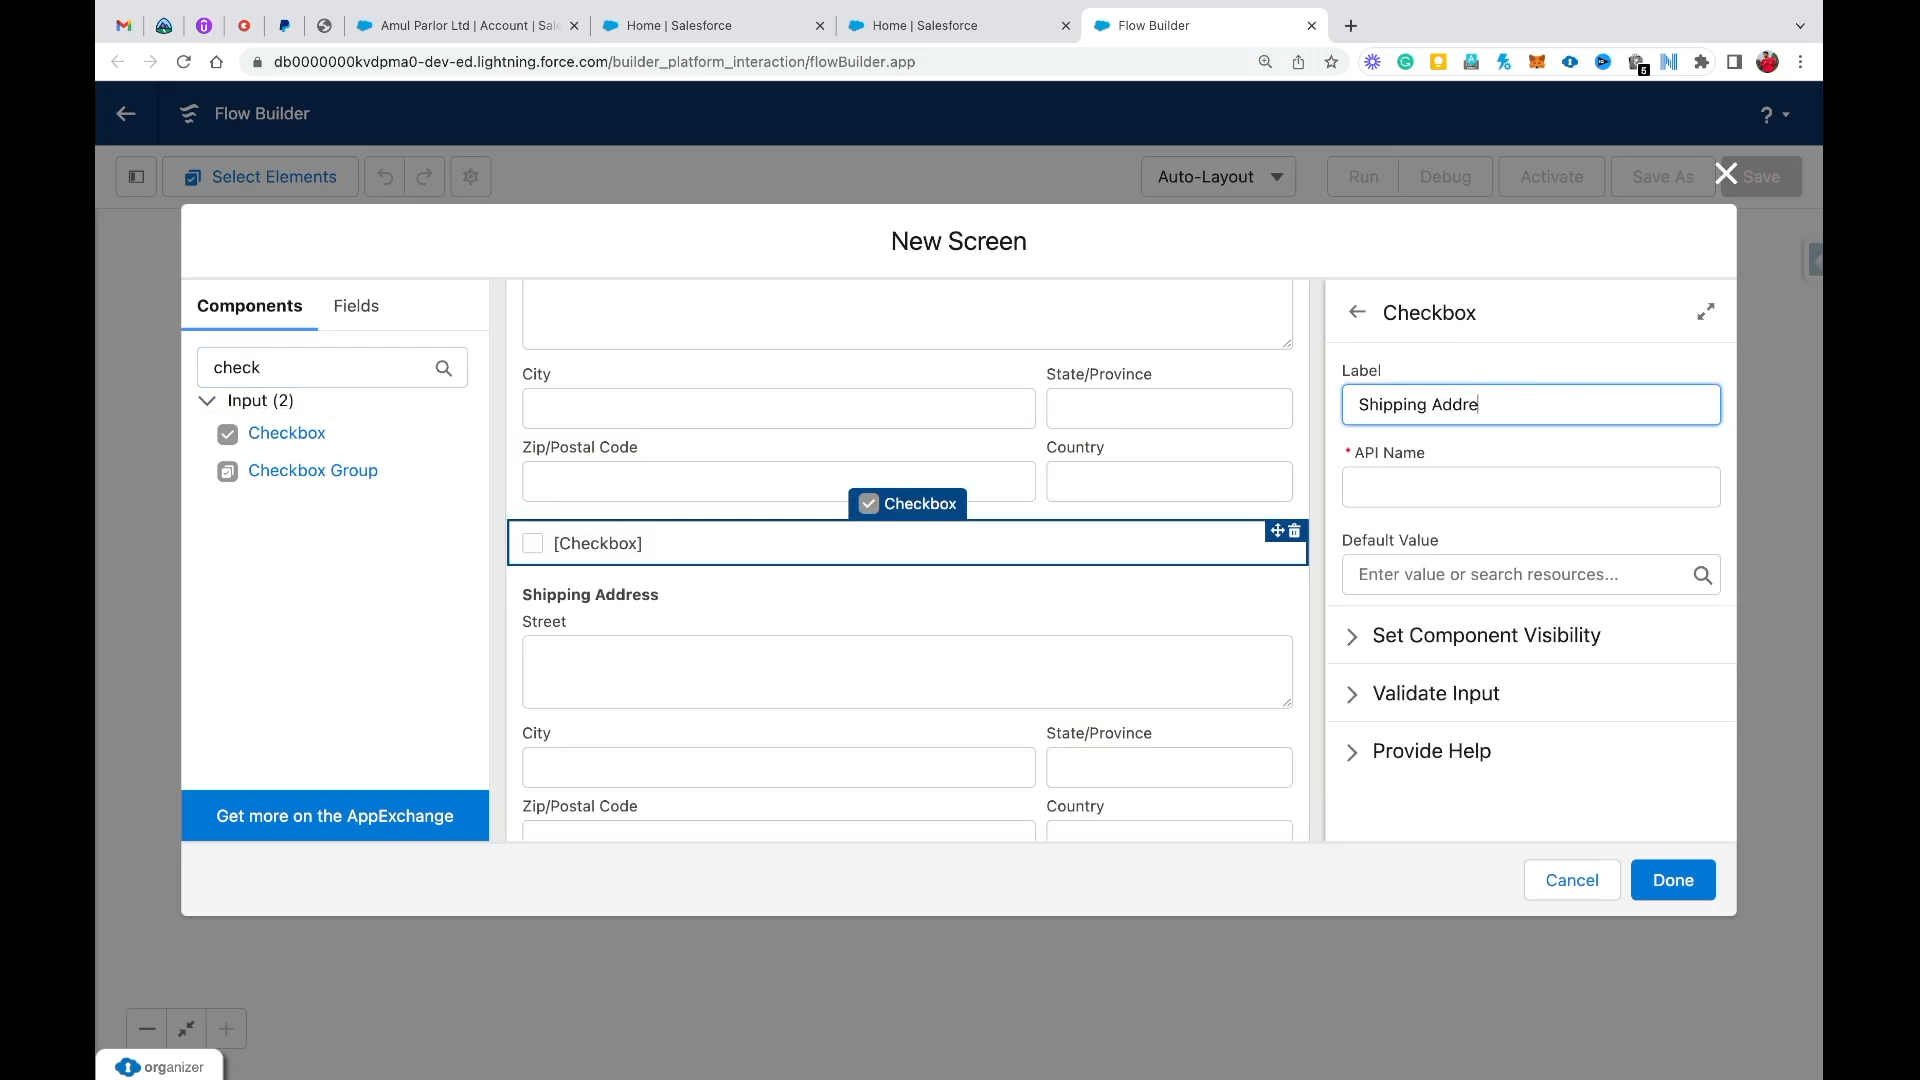 Amul Parlor Ltd | Account | Sal
Home | Salesforce
Home | Salesforce
Flow Builder
db0000000kvdpma0-dev-ed.lightning.force.com/builder_platform_interaction/flowBuilder.app
5
Flow Builder
?
Select Elements
Auto-Layout
Run
Debug
Activate
Save As
Save
New Screen
Components
Fields
check
Input (2)
Checkbox
Checkbox Group
Get more on the AppExchange
City
State/Province
Zip/Postal Code
Country
Checkbox
[Checkbox]
Shipping Address
Street
City
State/Province
Zip/Postal Code
Country
Checkbox
Label
Shipping Addre
* API Name
Default Value
Enter value or search resources...
Set Component Visibility
Validate Input
Provide Help
Cancel
Done
organizer